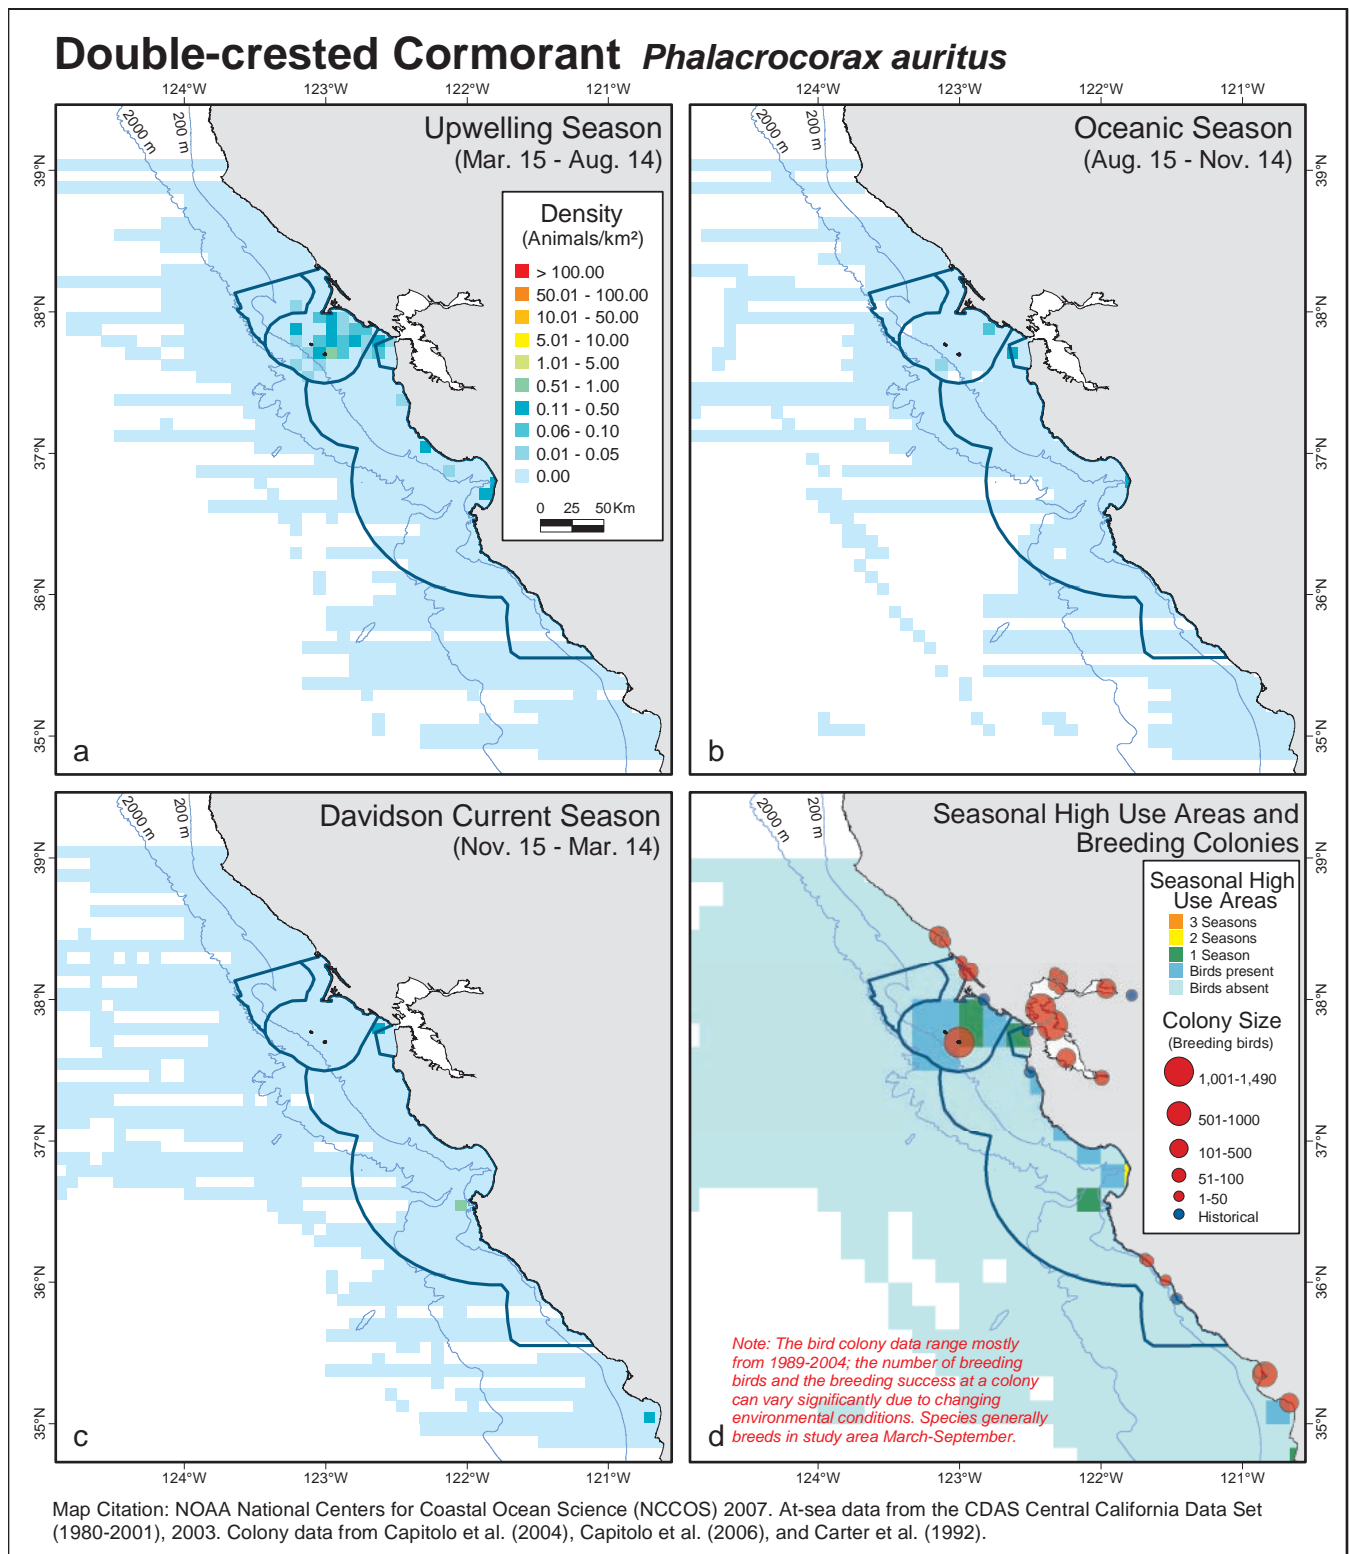 Double-crested Cormorant Phalacrocorax auritus
124°W 123°W 122°W 121°W 124°W 123°W 122°W 121°W
2000 m
200 m
Upwelling Season
(Mar. 15 - Aug. 14)
39°N
38°N
37°N
36°N
35°N
Density
(Animals/km²)
> 100.00
50.01 - 100.00
10.01 - 50.00
5.01 - 10.00
1.01 - 5.00
0.51 - 1.00
0.11 - 0.50
0.06 - 0.10
0.01 - 0.05
0.00
0 25 50 Km
a
2000 m
200 m
Oceanic Season
(Aug. 15 - Nov. 14)
39°N
38°N
37°N
36°N
35°N
b
2000 m
200 m
Davidson Current Season
(Nov. 15 - Mar. 14)
39°N
38°N
37°N
36°N
35°N
c
2000 m
200 m
Seasonal High Use Areas and
Breeding Colonies
39°N
38°N
37°N
36°N
35°N
Seasonal High
Use Areas
3 Seasons
2 Seasons
1 Season
Birds present
Birds absent
Colony Size
(Breeding birds)
1,001-1,490
501-1000
101-500
51-100
1-50
Historical
Note: The bird colony data range mostly
from 1989-2004; the number of breeding
birds and the breeding success at a colony
can vary significantly due to changing
environmental conditions. Species generally
breeds in study area March-September.
d
124°W 123°W 122°W 121°W 124°W 123°W 122°W 121°W
Map Citation: NOAA National Centers for Coastal Ocean Science (NCCOS) 2007. At-sea data from the CDAS Central California Data Set
(1980-2001), 2003. Colony data from Capitolo et al. (2004), Capitolo et al. (2006), and Carter et al. (1992).